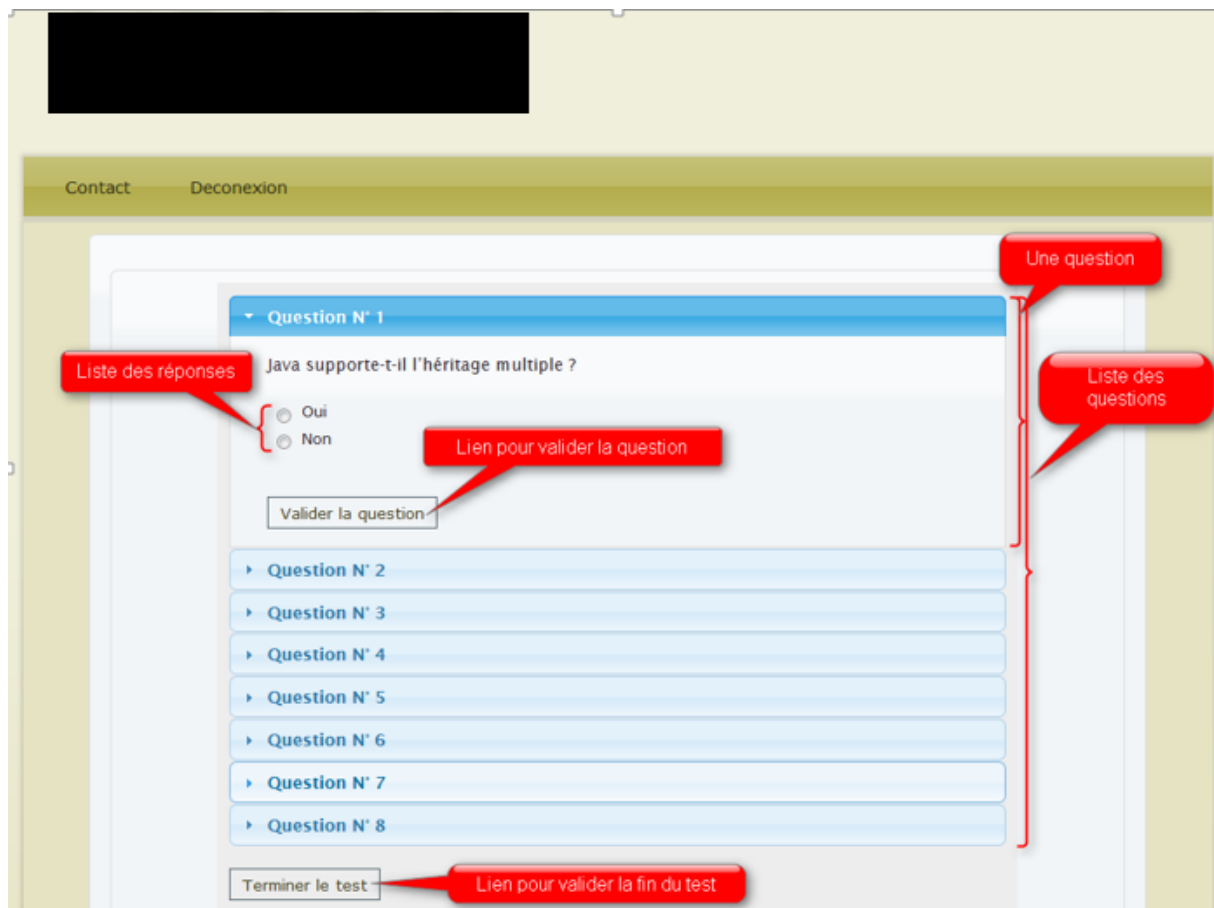 Contact
Deconexion
Une question
Question N° 1
Liste des réponses
Java supporte-t-il l'héritage multiple ?
Liste des
questions
Oui
Non
Lien pour valider la question
Valider la question
Question N° 2
Question N° 3
Question N° 4
Question N° 5
Question N° 6
Question N° 7
Question N° 8
Terminer le test
Lien pour valider la fin du test